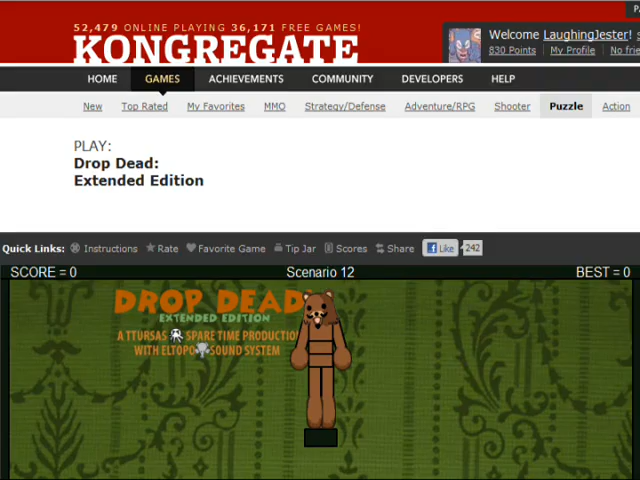 52,479 ONLINE PLAYING 36,171 FREE GAMES!
KONGREGATE
Welcome LaughingJester!
830 Points My Profile No frie
HOME GAMES ACHIEVEMENTS COMMUNITY DEVELOPERS HELP
New Top Rated My Favorites MMO Strategy/Defense Adventure/RPG Shooter Puzzle Action
PLAY:
Drop Dead:
Extended Edition
Quick Links: Instructions Rate Favorite Game Tip Jar Scores Share Like 242
SCORE = 0 Scenario 12 BEST = 0
DROP DEAD
EXTENDED EDITION
A TTURSAS SPARE TIME PRODUCTIO
WITH ELTOPO SOUND SYSTEM